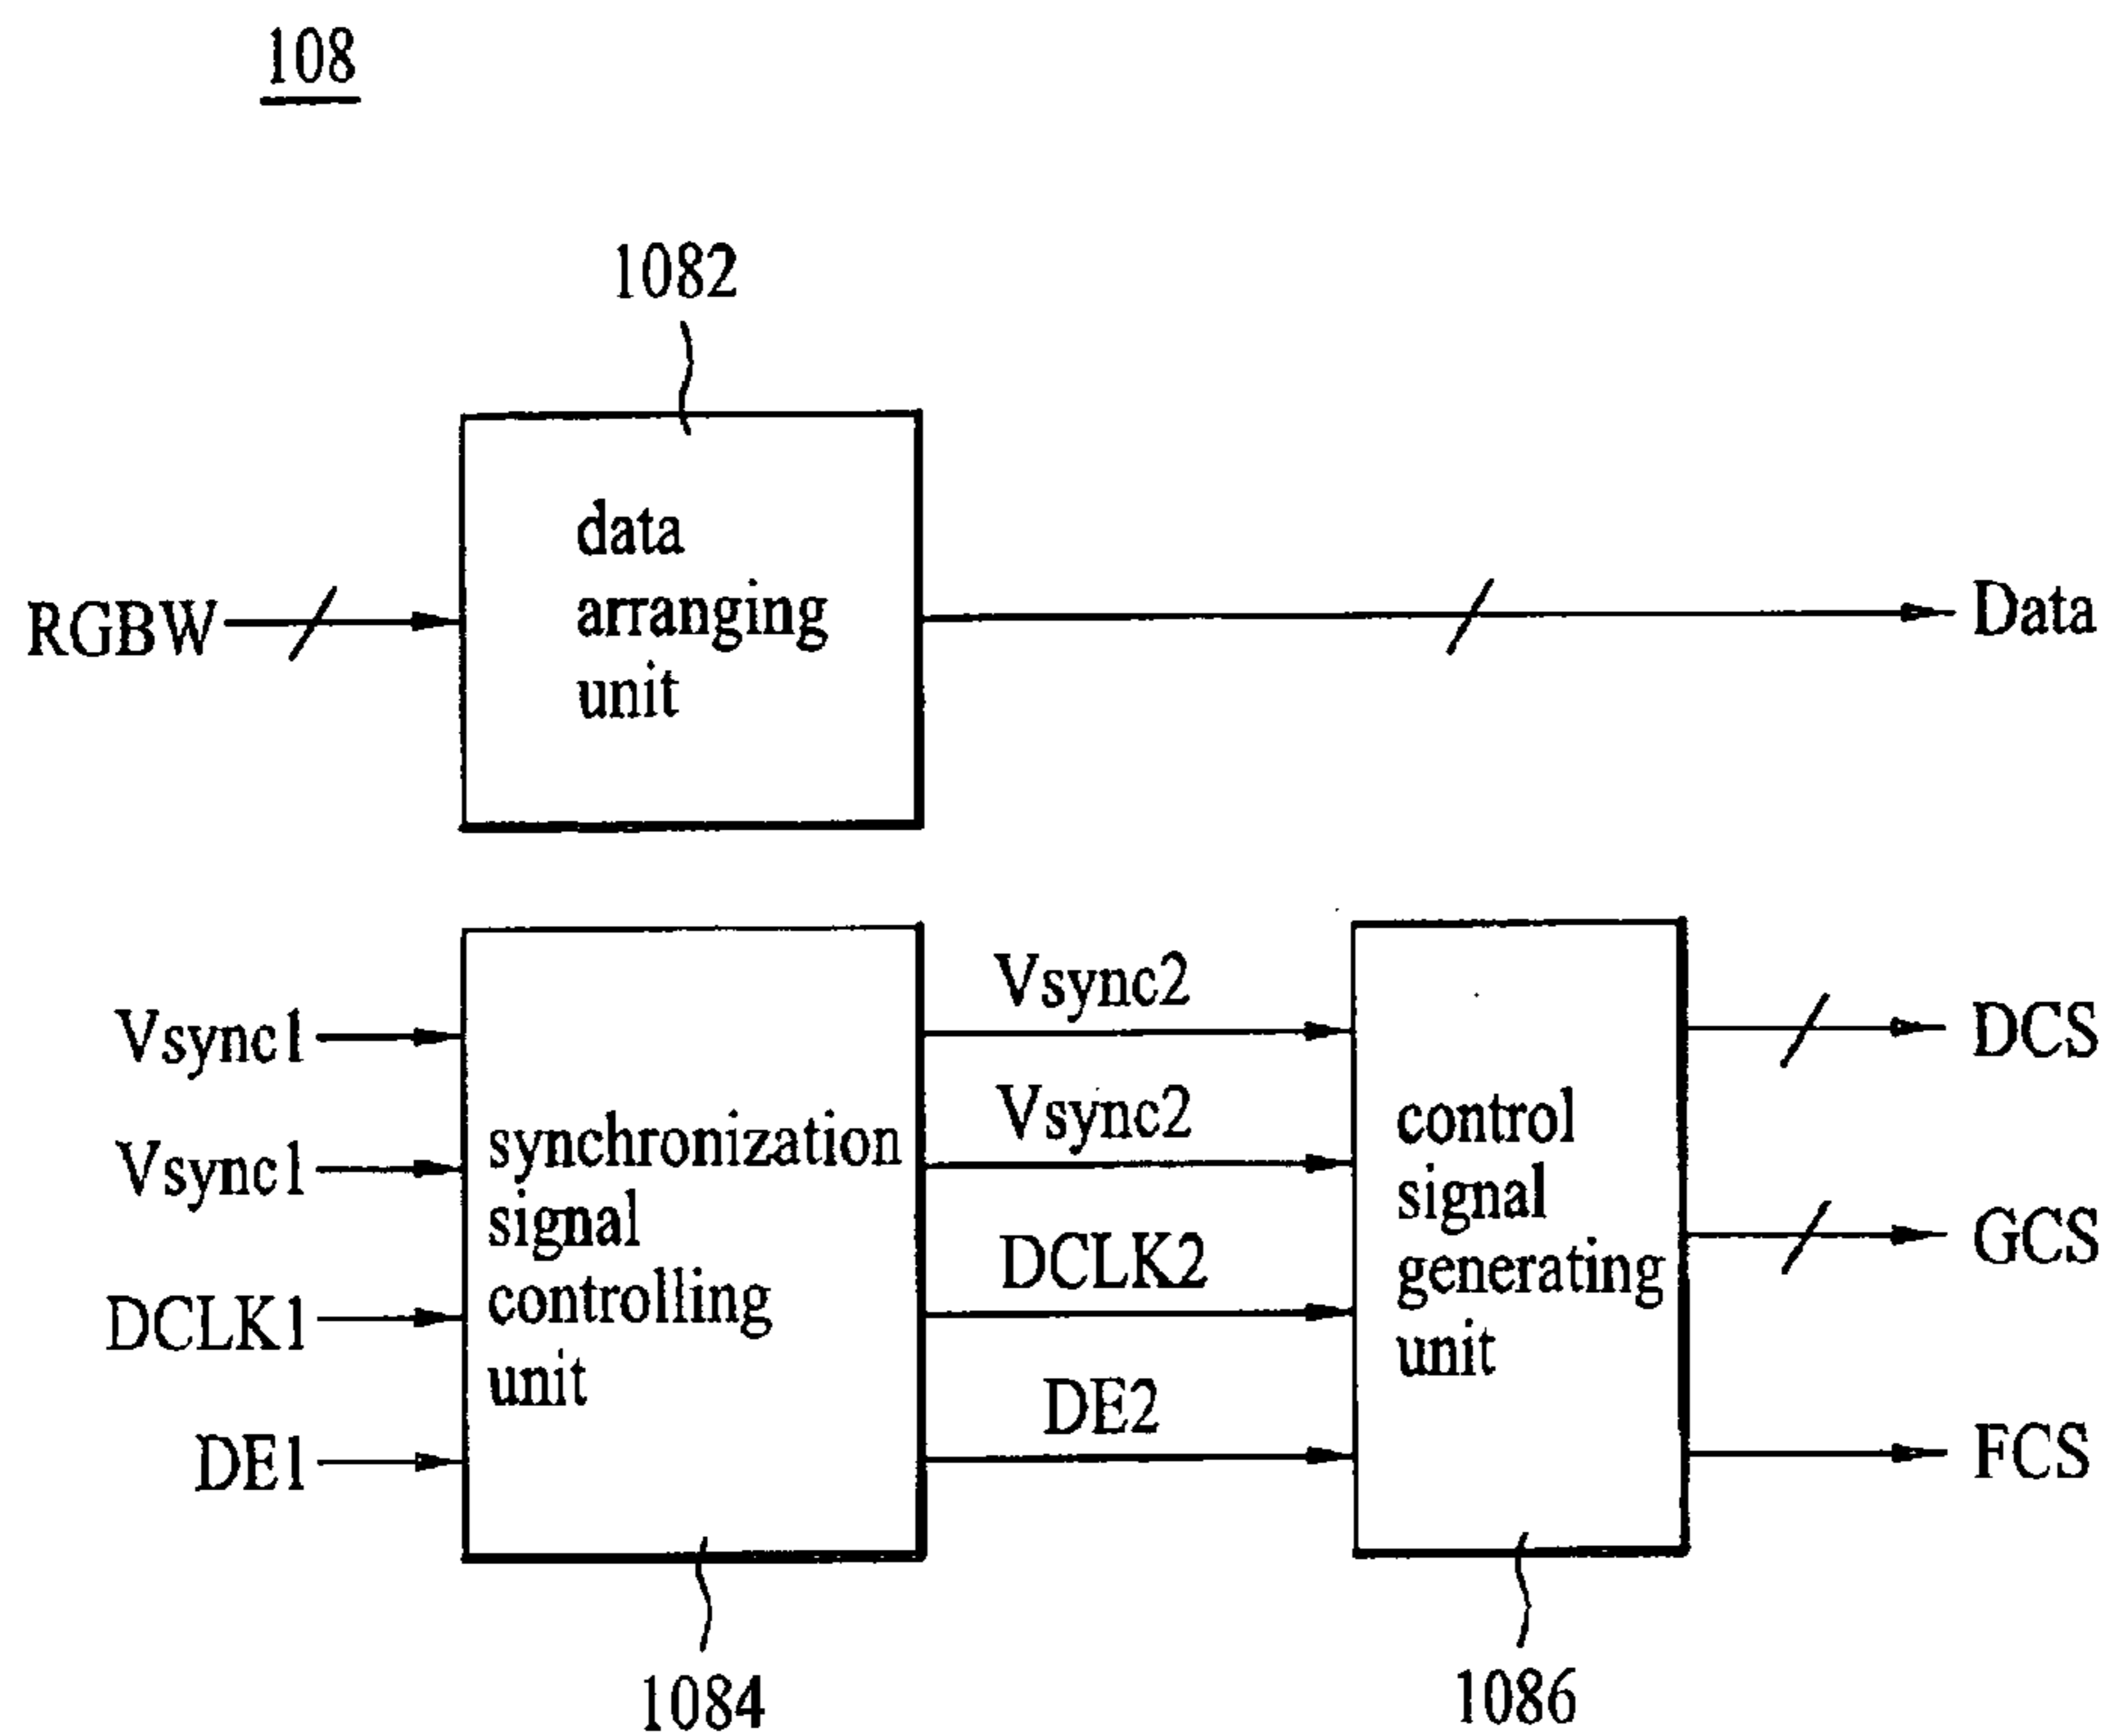 108
1082
data
arranging
unit
RGBW
Data
Vsync1
Vsync1
DCLK1
DE1
synchronization
signal
controlling
unit
Vsync2
Vsync2
DCLK2
DE2
control
signal
generating
unit
DCS
GCS
FCS
1084
1086